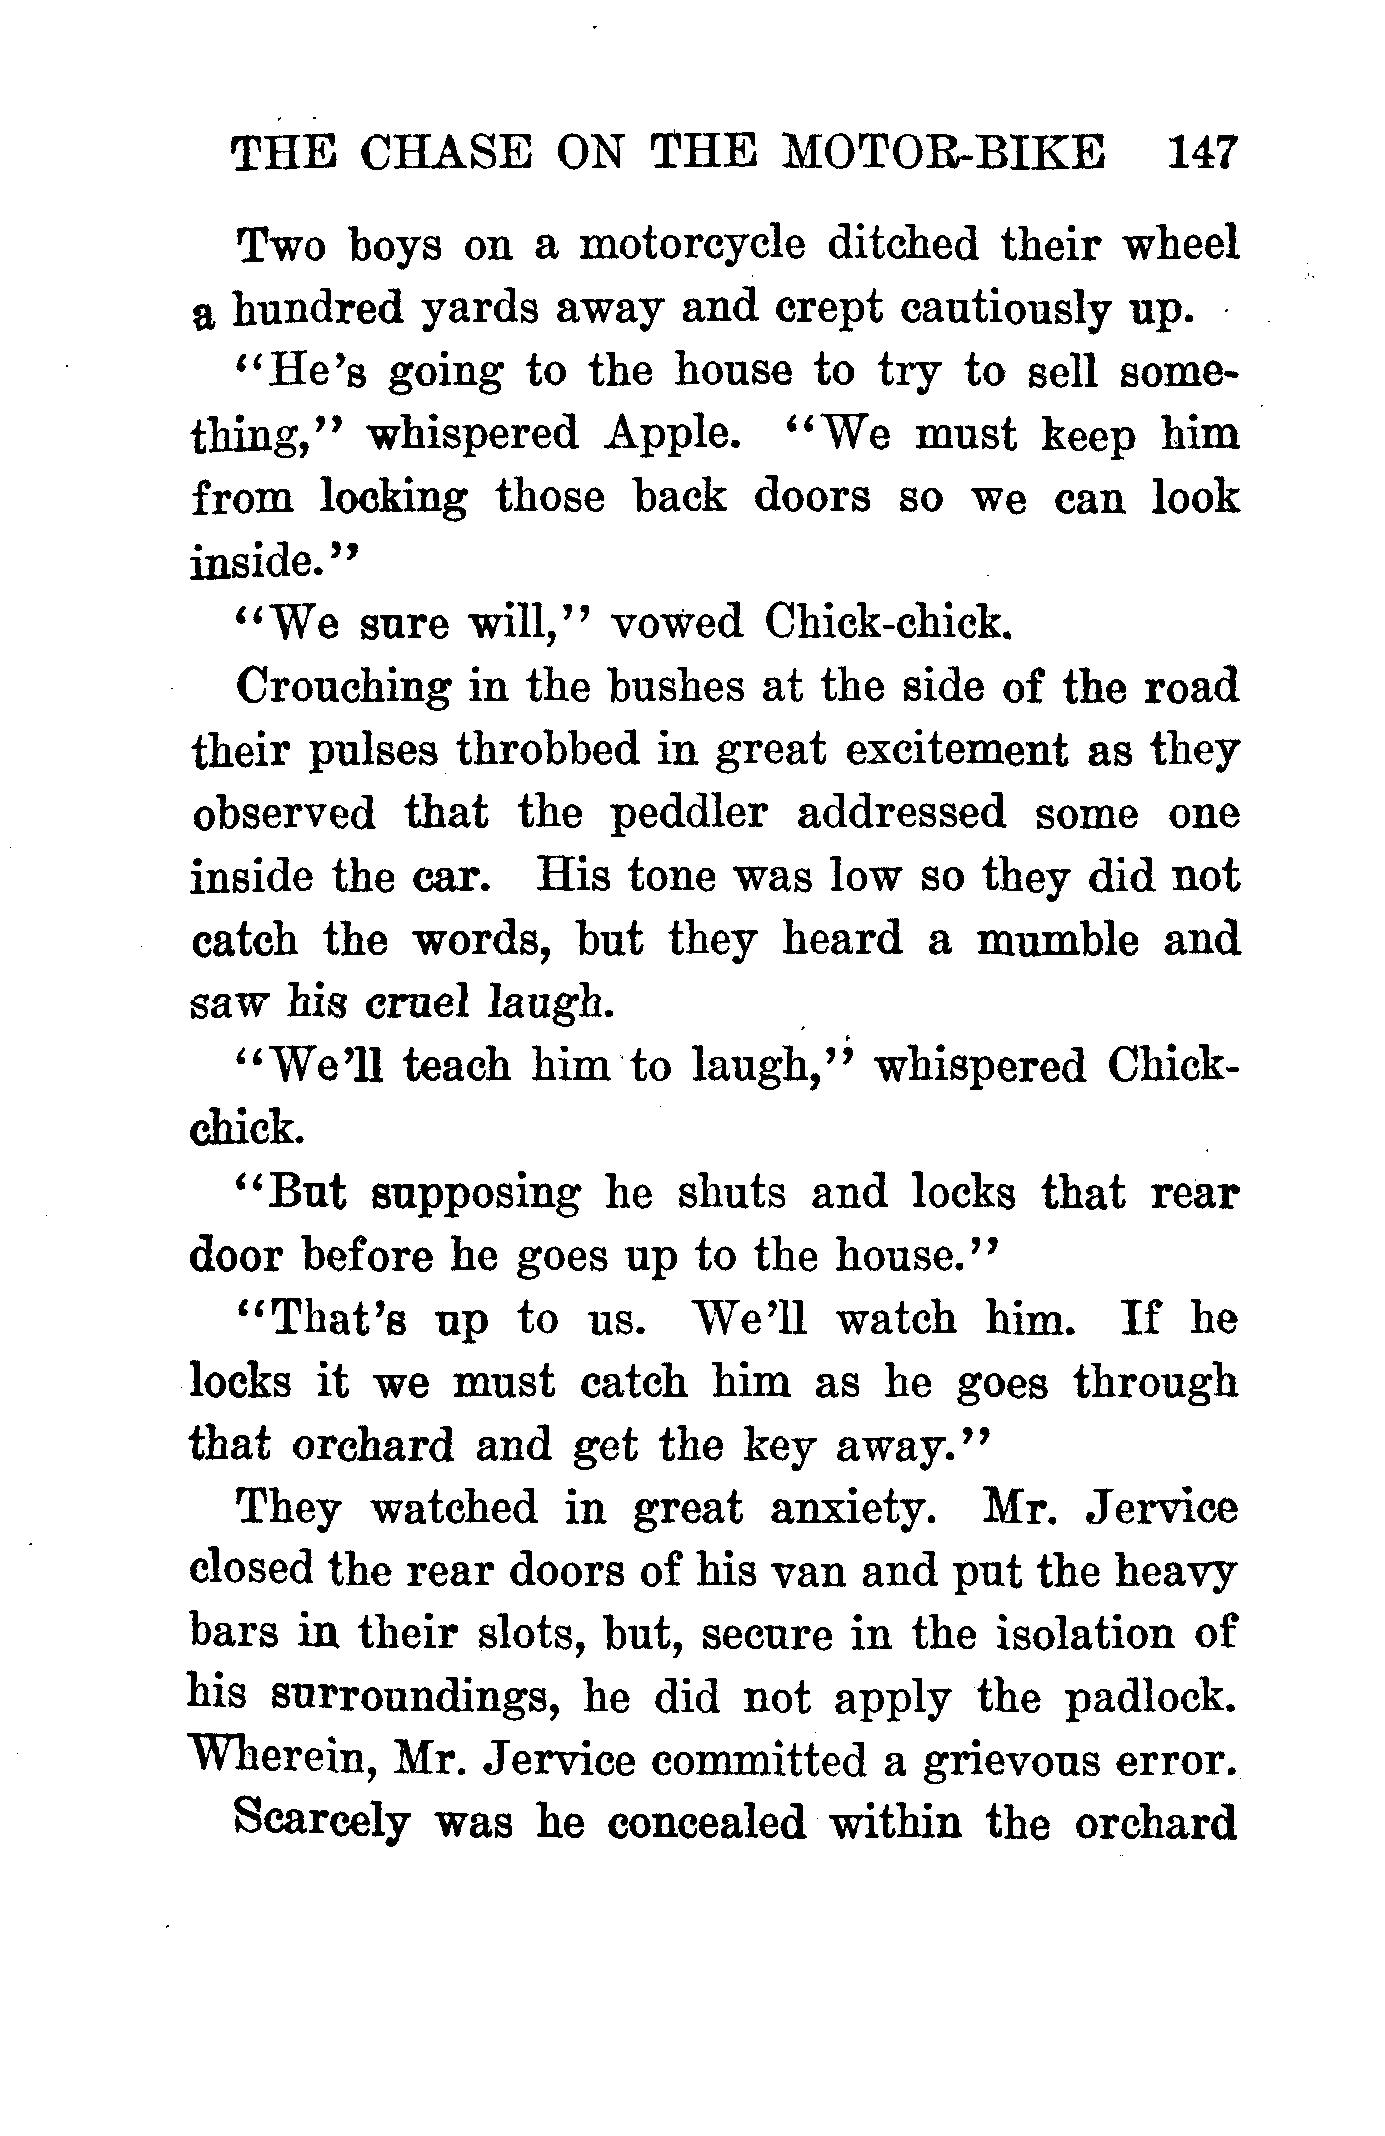 THE CHASE ON THE MOTOR-BIKE 147
Two boys on a motorcycle ditched their wheel
a hundred yards away and crept cautiously up.
“He’s going to the house to try to sell some-
thing,” whispered Apple. “We must keep him
from locking those back doors so we can look
inside.”
“We sure will,” vowed Chick-chick.
Crouching in the bushes at the side of the road
their pulses throbbed in great excitement as they
observed that the peddler addressed some one
inside the car. His tone was low so they did not
catch the words, but they heard a mumble and
saw his cruel laugh.
“We’ll teach him to laugh,” whispered Chick-
chick.
“But supposing he shuts and locks that rear
door before he goes up to the house.”
“That’s up to us. We’ll watch him. If he
locks it we must catch him as he goes through
that orchard and get the key away.”
They watched in great anxiety. Mr. Jervice
closed the rear doors of his van and put the heavy
bars in their slots, but, secure in the isolation of
his surroundings, he did not apply the padlock.
Wherein, Mr. Jervice committed a grievous error.
Scarcely was he concealed within the orchard